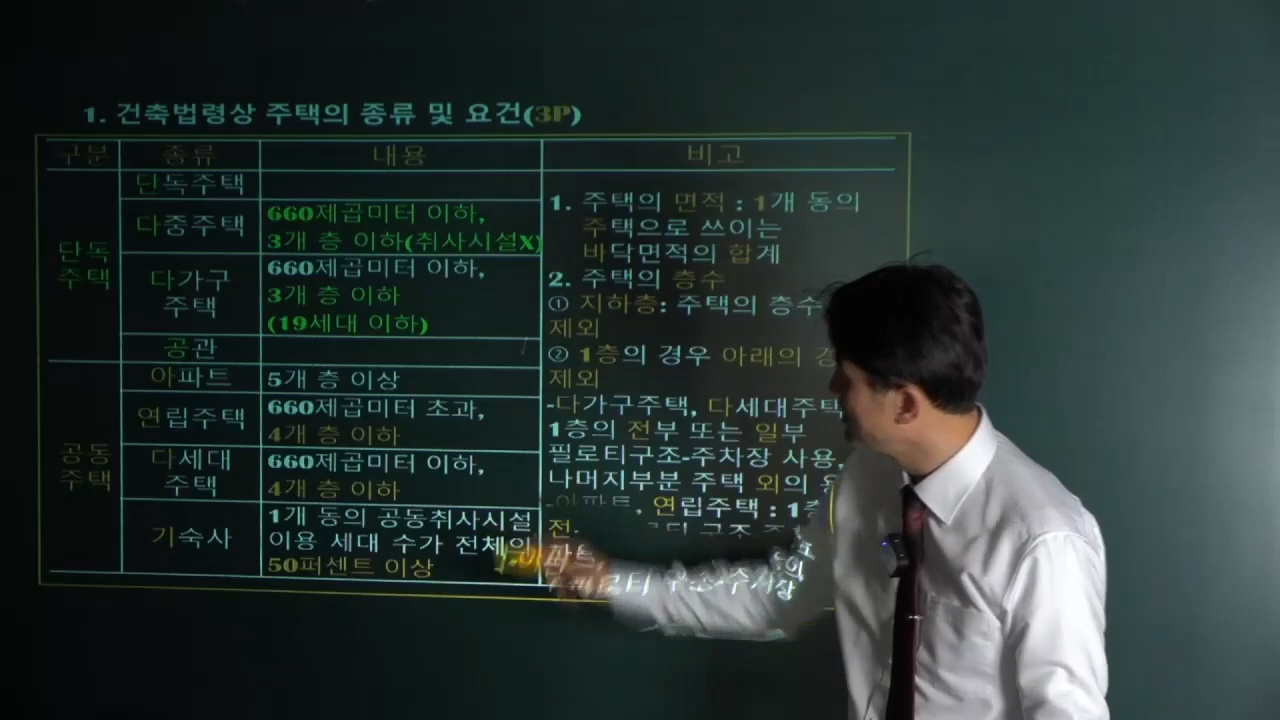 1. 건축법령상 주택의 종류 및 요건(3P)
구분 종류 내용 비고
단독주택
단독
주택
다중주택
660제곱미터 이하,
3개 층 이하(취사시설X)
다가구
주택
660제곱미터 이하,
3개 층 이하
(19세대 이하)
공관
공동
주택
아파트
5개 층 이상
연립주택
660제곱미터 초과,
4개 층 이하
다세대
주택
660제곱미터 이하,
4개 층 이하
기숙사
1개 동의 공동취사시설
이용 세대 수가 전체의
50퍼센트 이상
1. 주택의 면적 : 1개 동의
주택으로 쓰이는
바닥면적의 합계
2. 주택의 층수
① 지하층: 주택의 층수
제외
② 1층의 경우 아래의
제외
-다가구주택, 다세대주택
1층의 전부 또는 일부
필로티구조-주차장 사용,
나머지부분 주택 외의
-아파트, 연립주택 :